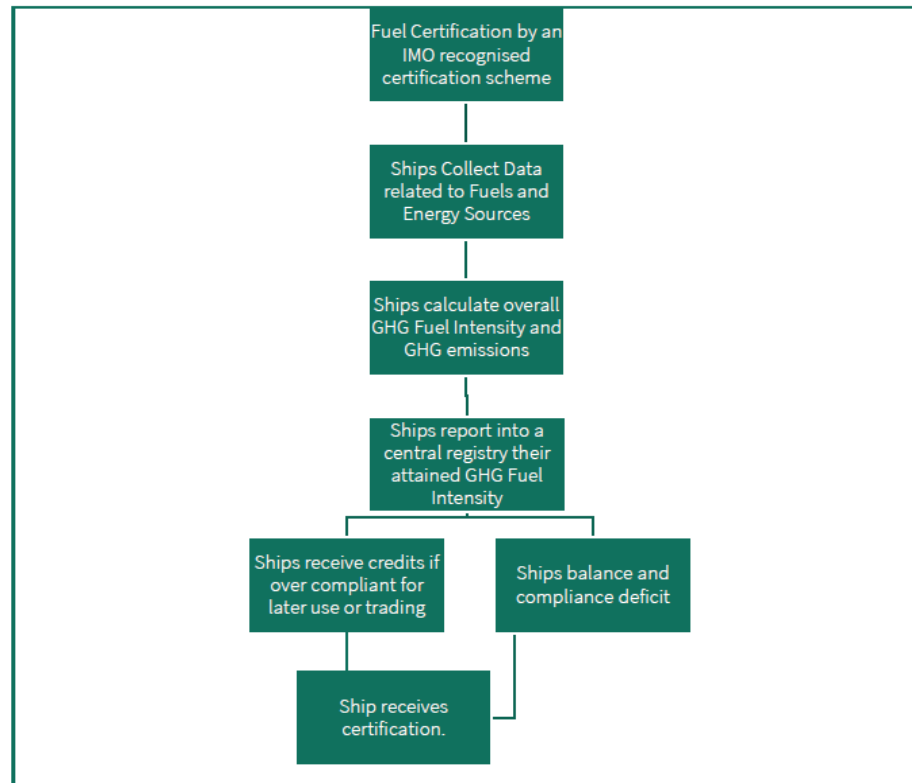 Fuel Certification by an
IMO recognised
certification scheme
Ships Collect Data
related to Fuels and
Energy Sources
Ships calculate overall
GHG Fuel Intensity and
GHG emissions
Ships report into a
central registry their
attained GHG Fuel
Intensity
Ships receive credits if
over compliant for
later use or trading
Ships balance and
compliance deficit
Ship receives
certification.